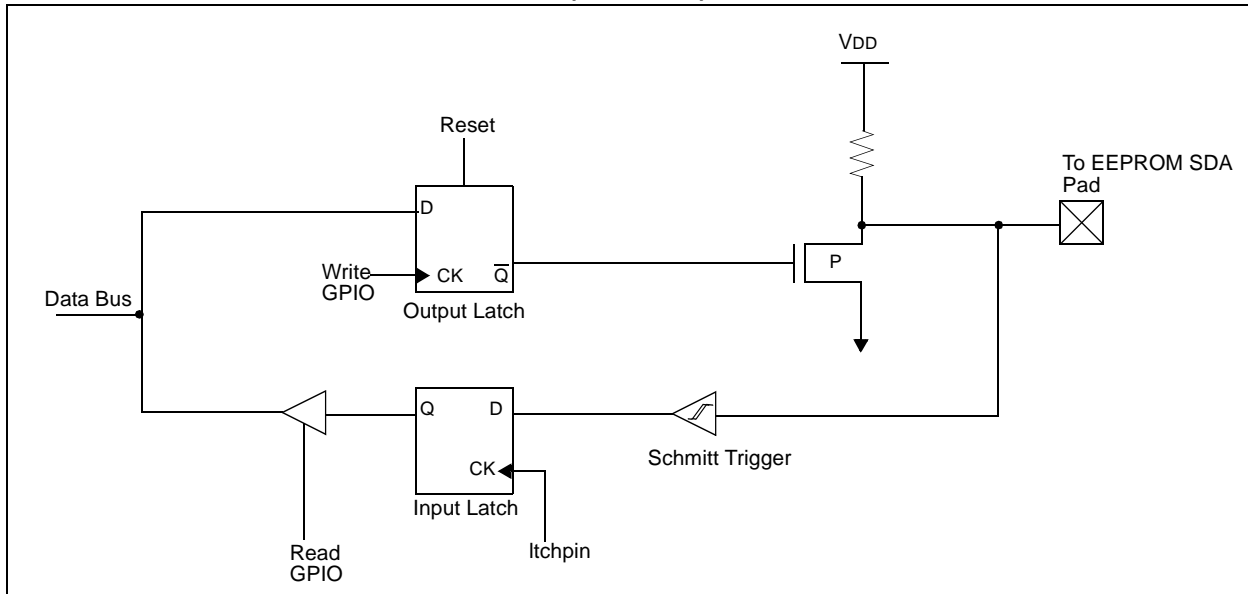 VDD
Reset
To EEPROM SDA
Pad
D
P
Write
GPIO
CK
Q
Data Bus
Output Latch
Q
D
Schmitt Trigger
CK
Input Latch
ltchpin
Read
GPIO